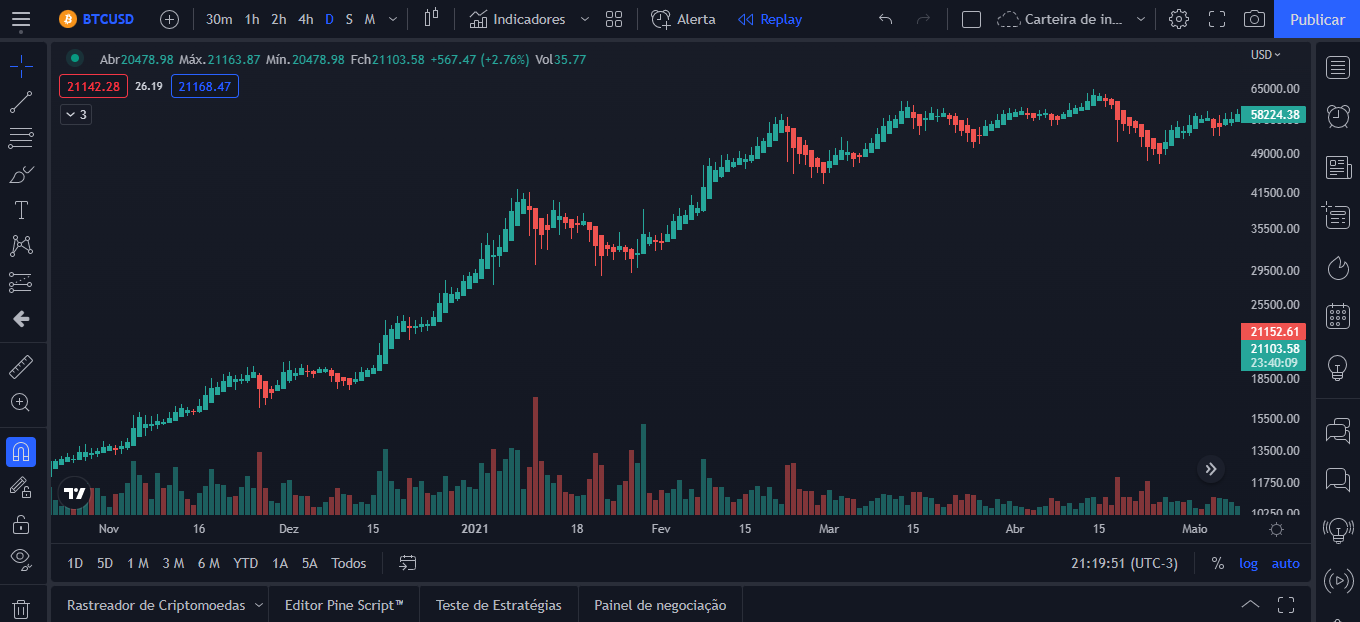 BTCUSD 30m 1h 2h 4h D S M Indicadores Alerta Replay Carteira de in... Publicar
Abr20478.98 Máx.21163.87 Mín.20478.98 Fch21103.58 +567.47 (+2.76%) Vol35.77
USD
21142.28 26.19 21168.47
3
65000.00
58224.38
49000.00
41500.00
35500.00
29500.00
25500.00
21152.61
21103.58
23:40:09
18500.00
15500.00
13500.00
11750.00
10250.00
Nov 16 Dez 15 2021 18 Fev 15 Mar 15 Abr 15 Maio
1D 5D 1 M 3 M 6 M YTD 1A 5A Todos 21:19:51 (UTC-3) % log auto
Rastreador de Criptomoedas Editor Pine Script™ Teste de Estratégias Painel de negociação